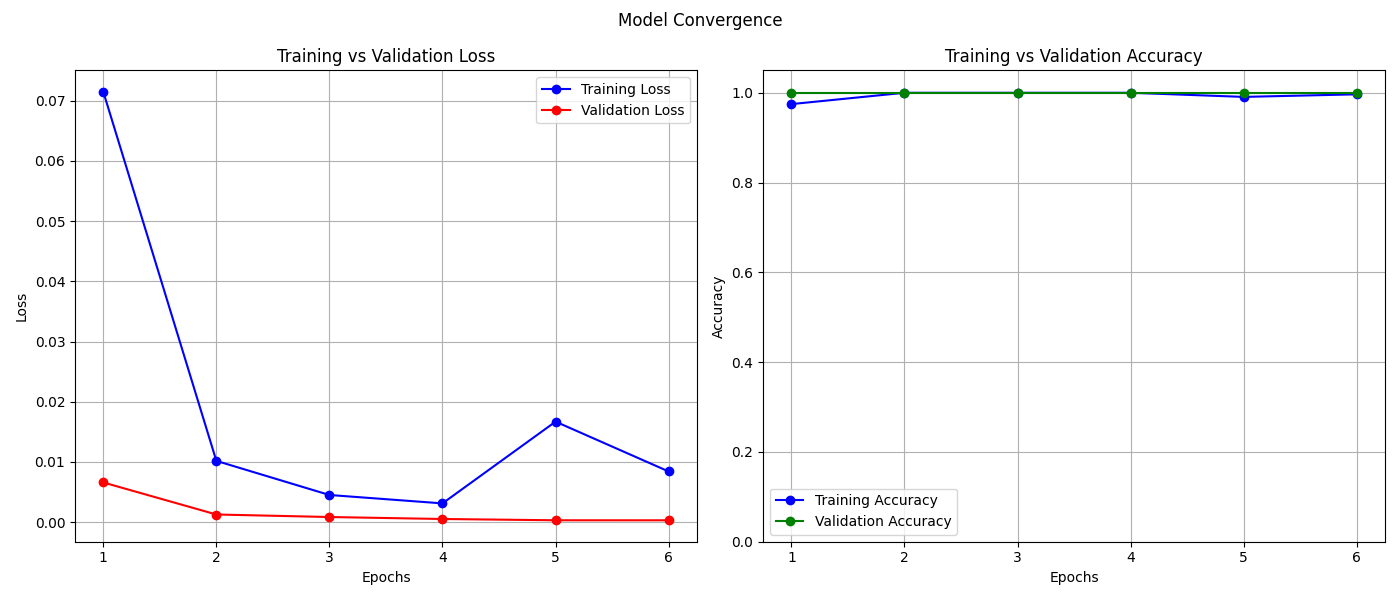 Model Convergence
Training vs Validation Loss
Training Loss
Validation Loss
0.07
0.06
0.05
0.04
0.03
0.02
0.01
0.00
Loss
1 2 3 4 5 6
Epochs
Training vs Validation Accuracy
1.0
0.8
0.6
0.4
0.2
0.0
Accuracy
Training Accuracy
Validation Accuracy
1 2 3 4 5 6
Epochs